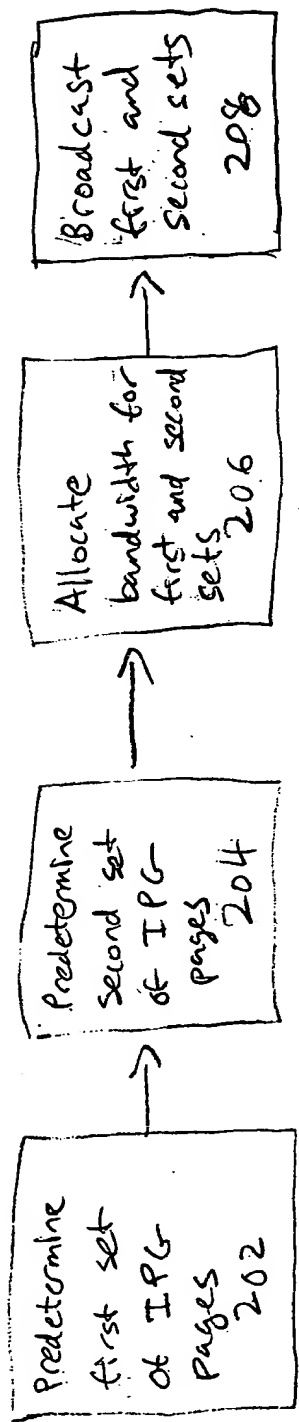 Predetermine
first set
of IPG
pages
202
Predetermine
second set
of IPG
pages
204
Allocate
bandwidth for
first and second
sets
206
Broadcast
first and
second sets
208